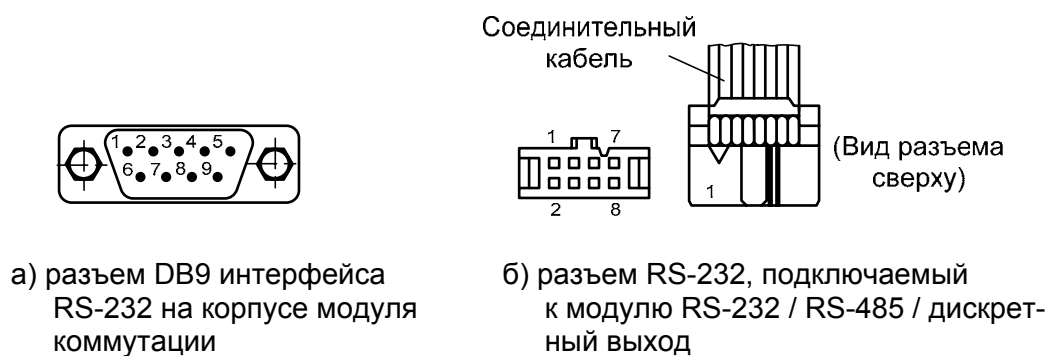 Соединительный
кабель
1 2 3 4 5
6 7 8 9
1 7
2 8
1
(Вид разъема
сверху)
а) разъем DB9 интерфейса
RS-232 на корпусе модуля
коммутации
б) разъем RS-232, подключаемый
к модулю RS-232 / RS-485 / дискрет-
ный выход